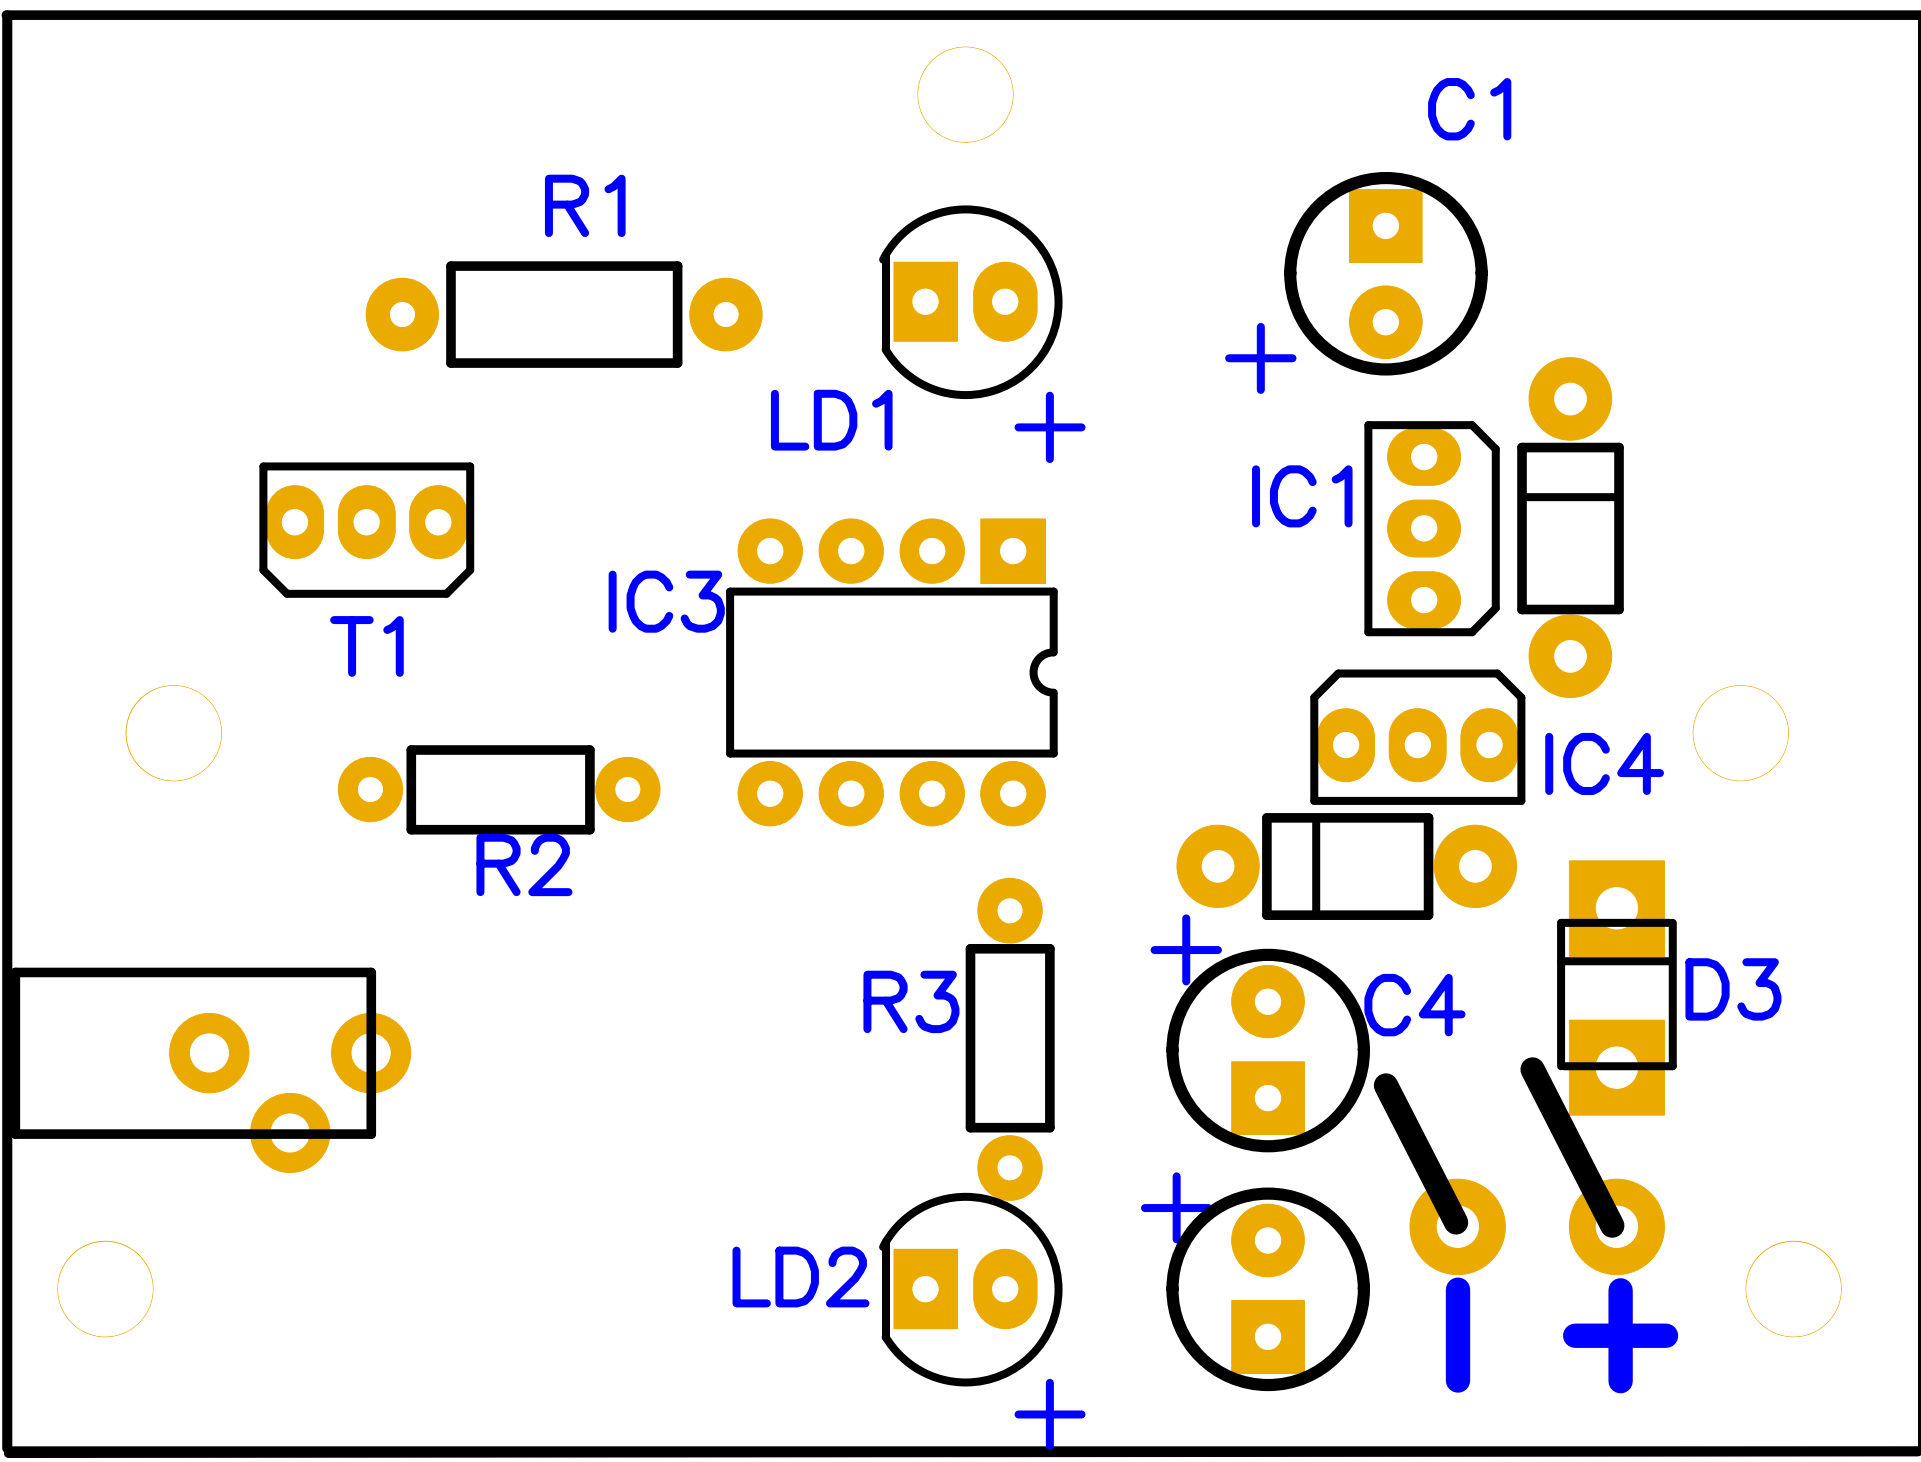 C1
R1
LD1
+
+
IC1
IC3
T1
IC4
R2
+
R3
C4
D3
+
LD2
- +
+